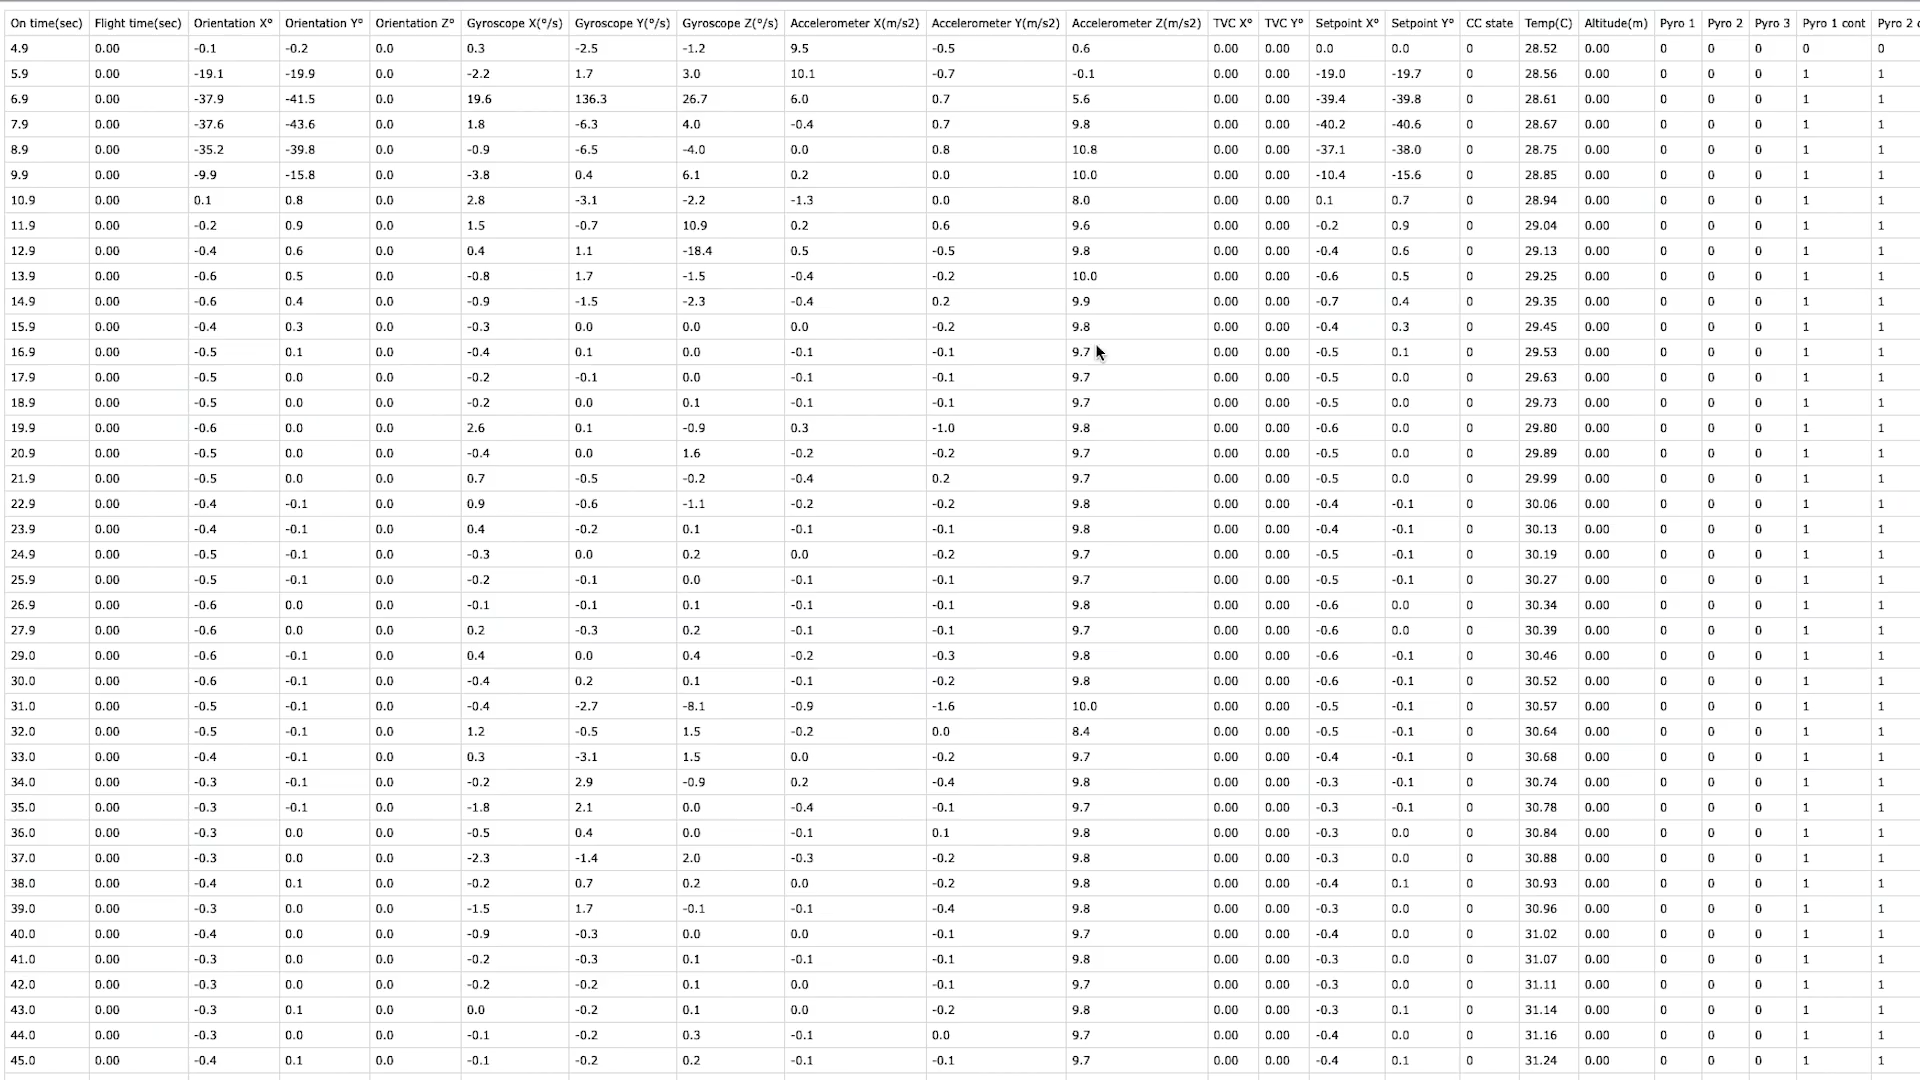 On time(sec) Flight time(sec) Orientation Xº Orientation Yº Orientation Zº Gyroscope X(º/s) Gyroscope Y(º/s) Gyroscope Z(º/s) Accelerometer X(m/s2) Accelerometer Y(m/s2) Accelerometer Z(m/s2) TVC Xº TVC Yº Setpoint Xº Setpoint Yº CC state Temp(C) Altitude(m) Pyro 1 Pyro 2 Pyro 3 Pyro 1 cont Pyro 2
4.9 0.00 -0.1 -0.2 0.0 0.3 -2.5 -1.2 9.5 -0.5 0.6 0.00 0.00 0.0 0.0 0 28.52 0.00 0 0 0 0 0
5.9 0.00 -19.1 -19.9 0.0 -2.2 1.7 3.0 10.1 -0.7 -0.1 0.00 0.00 -19.0 -19.7 0 28.56 0.00 0 0 0 1 1
6.9 0.00 -37.9 -41.5 0.0 19.6 136.3 26.7 6.0 0.7 5.6 0.00 0.00 -39.4 -39.8 0 28.61 0.00 0 0 0 1 1
7.9 0.00 -37.6 -43.6 0.0 1.8 -6.3 4.0 -0.4 0.7 9.8 0.00 0.00 -40.2 -40.6 0 28.67 0.00 0 0 0 1 1
8.9 0.00 -35.2 -39.8 0.0 -0.9 -6.5 -4.0 0.0 0.8 10.8 0.00 0.00 -37.1 -38.0 0 28.75 0.00 0 0 0 1 1
9.9 0.00 -9.9 -15.8 0.0 -3.8 0.4 6.1 0.2 0.0 10.0 0.00 0.00 -10.4 -15.6 0 28.85 0.00 0 0 0 1 1
10.9 0.00 0.1 0.8 0.0 2.8 -3.1 -2.2 -1.3 0.0 8.0 0.00 0.00 0.1 0.7 0 28.94 0.00 0 0 0 1 1
11.9 0.00 -0.2 0.9 0.0 1.5 -0.7 10.9 0.2 0.6 9.6 0.00 0.00 -0.2 0.9 0 29.04 0.00 0 0 0 1 1
12.9 0.00 -0.4 0.6 0.0 0.4 1.1 -18.4 0.5 -0.5 9.8 0.00 0.00 -0.4 0.6 0 29.13 0.00 0 0 0 1 1
13.9 0.00 -0.6 0.5 0.0 -0.8 1.7 -1.5 -0.4 -0.2 10.0 0.00 0.00 -0.6 0.5 0 29.25 0.00 0 0 0 1 1
14.9 0.00 -0.6 0.4 0.0 -0.9 -1.5 -2.3 -0.4 0.2 9.9 0.00 0.00 -0.7 0.4 0 29.35 0.00 0 0 0 1 1
15.9 0.00 -0.4 0.3 0.0 -0.3 0.0 0.0 0.0 -0.2 9.8 0.00 0.00 -0.4 0.3 0 29.45 0.00 0 0 0 1 1
16.9 0.00 -0.5 0.1 0.0 -0.4 0.1 0.0 -0.1 -0.1 9.7 0.00 0.00 -0.5 0.1 0 29.53 0.00 0 0 0 1 1
17.9 0.00 -0.5 0.0 0.0 -0.2 -0.1 0.0 -0.1 -0.1 9.7 0.00 0.00 -0.5 0.0 0 29.63 0.00 0 0 0 1 1
18.9 0.00 -0.5 0.0 0.0 -0.2 0.0 0.1 -0.1 -0.1 9.7 0.00 0.00 -0.5 0.0 0 29.73 0.00 0 0 0 1 1
19.9 0.00 -0.6 0.0 0.0 2.6 0.1 -0.9 0.3 -1.0 9.8 0.00 0.00 -0.6 0.0 0 29.80 0.00 0 0 0 1 1
20.9 0.00 -0.5 0.0 0.0 -0.4 0.0 1.6 -0.2 -0.2 9.7 0.00 0.00 -0.5 0.0 0 29.89 0.00 0 0 0 1 1
21.9 0.00 -0.5 0.0 0.0 0.7 -0.5 -0.2 -0.4 0.2 9.7 0.00 0.00 -0.5 0.0 0 29.99 0.00 0 0 0 1 1
22.9 0.00 -0.4 -0.1 0.0 0.9 -0.6 -1.1 -0.2 -0.2 9.8 0.00 0.00 -0.4 -0.1 0 30.06 0.00 0 0 0 1 1
23.9 0.00 -0.4 -0.1 0.0 0.4 -0.2 0.1 -0.1 -0.1 9.8 0.00 0.00 -0.4 -0.1 0 30.13 0.00 0 0 0 1 1
24.9 0.00 -0.5 -0.1 0.0 -0.3 0.0 0.2 0.0 -0.2 9.7 0.00 0.00 -0.5 -0.1 0 30.19 0.00 0 0 0 1 1
25.9 0.00 -0.5 -0.1 0.0 -0.2 -0.1 0.0 -0.1 -0.1 9.7 0.00 0.00 -0.5 -0.1 0 30.27 0.00 0 0 0 1 1
26.9 0.00 -0.6 0.0 0.0 -0.1 -0.1 0.1 -0.1 -0.1 9.8 0.00 0.00 -0.6 0.0 0 30.34 0.00 0 0 0 1 1
27.9 0.00 -0.6 0.0 0.0 0.2 -0.3 0.2 -0.1 -0.1 9.7 0.00 0.00 -0.6 0.0 0 30.39 0.00 0 0 0 1 1
29.0 0.00 -0.6 -0.1 0.0 0.4 0.0 0.4 -0.2 -0.3 9.8 0.00 0.00 -0.6 -0.1 0 30.46 0.00 0 0 0 1 1
30.0 0.00 -0.6 -0.1 0.0 -0.4 0.2 0.1 -0.1 -0.2 9.8 0.00 0.00 -0.6 -0.1 0 30.52 0.00 0 0 0 1 1
31.0 0.00 -0.5 -0.1 0.0 -0.4 -2.7 -8.1 -0.9 -1.6 10.0 0.00 0.00 -0.5 -0.1 0 30.57 0.00 0 0 0 1 1
32.0 0.00 -0.5 -0.1 0.0 1.2 -0.5 1.5 -0.2 0.0 8.4 0.00 0.00 -0.5 -0.1 0 30.64 0.00 0 0 0 1 1
33.0 0.00 -0.4 -0.1 0.0 0.3 -3.1 1.5 0.0 -0.2 9.7 0.00 0.00 -0.4 -0.1 0 30.68 0.00 0 0 0 1 1
34.0 0.00 -0.3 -0.1 0.0 -0.2 2.9 -0.9 0.2 -0.4 9.8 0.00 0.00 -0.3 -0.1 0 30.74 0.00 0 0 0 1 1
35.0 0.00 -0.3 -0.1 0.0 -1.8 2.1 0.0 -0.4 -0.1 9.7 0.00 0.00 -0.3 -0.1 0 30.78 0.00 0 0 0 1 1
36.0 0.00 -0.3 0.0 0.0 -0.5 0.4 0.0 -0.1 0.1 9.8 0.00 0.00 -0.3 0.0 0 30.84 0.00 0 0 0 1 1
37.0 0.00 -0.3 0.0 0.0 -2.3 -1.4 2.0 -0.3 -0.2 9.8 0.00 0.00 -0.3 0.0 0 30.88 0.00 0 0 0 1 1
38.0 0.00 -0.4 0.1 0.0 -0.2 0.7 0.2 0.0 -0.2 9.8 0.00 0.00 -0.4 0.1 0 30.93 0.00 0 0 0 1 1
39.0 0.00 -0.3 0.0 0.0 -1.5 1.7 -0.1 -0.1 -0.4 9.8 0.00 0.00 -0.3 0.0 0 30.96 0.00 0 0 0 1 1
40.0 0.00 -0.4 0.0 0.0 -0.9 -0.3 0.0 0.0 -0.1 9.7 0.00 0.00 -0.4 0.0 0 31.02 0.00 0 0 0 1 1
41.0 0.00 -0.3 0.0 0.0 -0.2 -0.3 0.1 -0.1 -0.1 9.8 0.00 0.00 -0.3 0.0 0 31.07 0.00 0 0 0 1 1
42.0 0.00 -0.3 0.0 0.0 -0.2 -0.2 0.1 0.0 -0.1 9.7 0.00 0.00 -0.3 0.0 0 31.11 0.00 0 0 0 1 1
43.0 0.00 -0.3 0.1 0.0 0.0 -0.2 0.1 0.0 -0.2 9.8 0.00 0.00 -0.3 0.1 0 31.14 0.00 0 0 0 1 1
44.0 0.00 -0.3 0.0 0.0 -0.1 -0.2 0.3 -0.1 0.0 9.7 0.00 0.00 -0.4 0.0 0 31.16 0.00 0 0 0 1 1
45.0 0.00 -0.4 0.1 0.0 -0.1 -0.2 0.2 -0.1 -0.1 9.7 0.00 0.00 -0.4 0.1 0 31.24 0.00 0 0 0 1 1